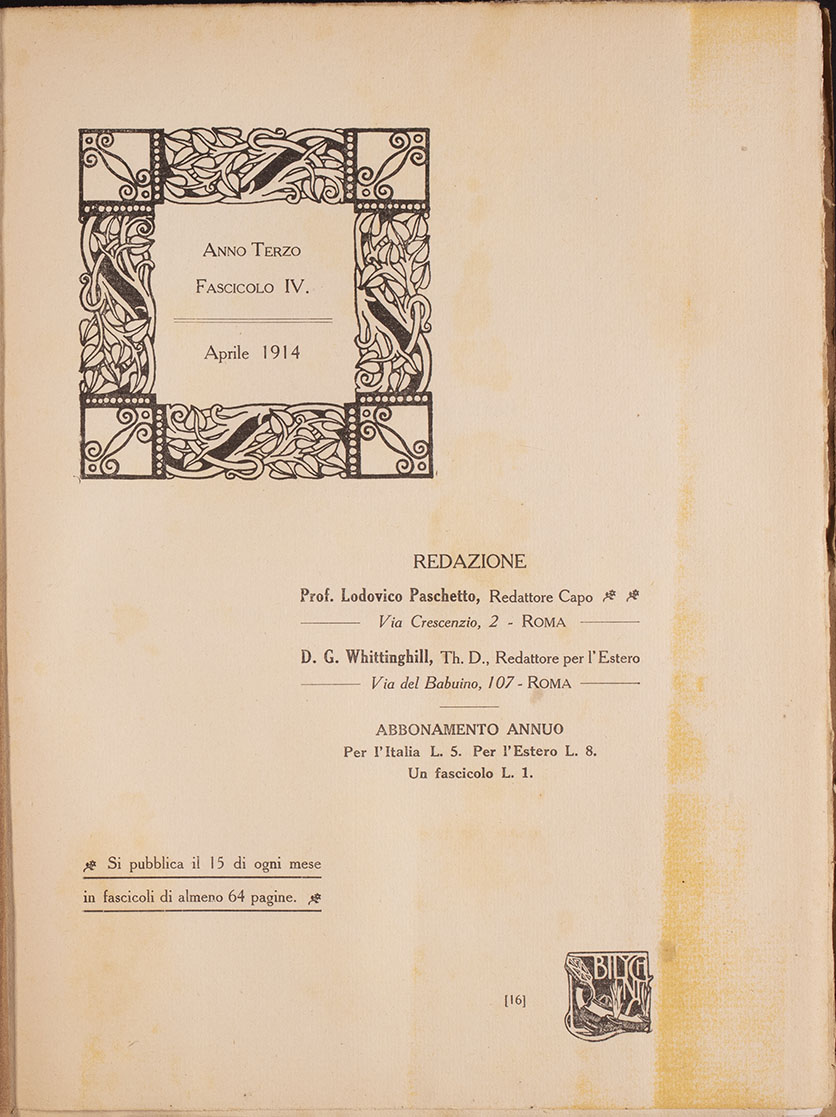 ANNO TERZO
FASCICOLO IV.
Aprile 1914
REDAZIONE
Prof. Lodovico Paschetto, Redattore Capo
Via Crescenzio, 2 - ROMA
D. G. Whittinghill, Th. D., Redattore per l'Estero
Via del Babuino, 107 - ROMA
ABBONAMENTO ANNUO
Per l'Italia L. 5. Per l'Estero L. 8.
Un fascicolo L. 1.
Si pubblica il 15 di ogni mese
in fascicoli di almeno 64 pagine.
[16]
BILYCH
NI